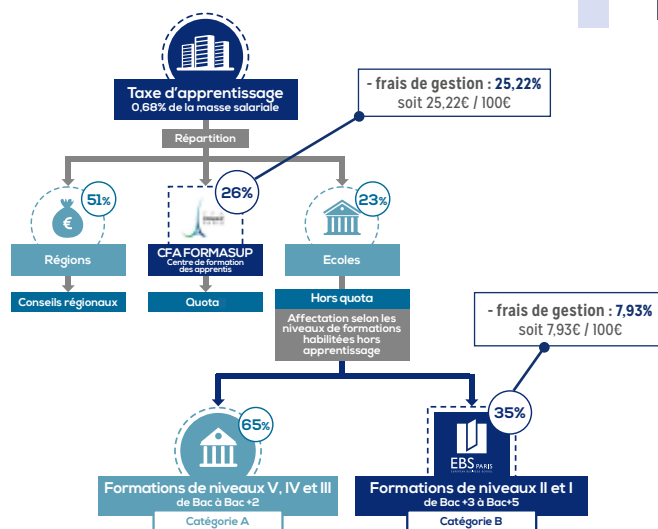 Taxe d'apprentissage
0,68% de la masse salariale
- frais de gestion : 25,22%
soit 25,22€ / 100€
Répartition
51%
26%
23%
€
Régions
CFA FORMASUP
Centre de formation
des apprentis
Ecoles
Conseils régionaux
Quota
Hors quota
Affectation selon les
niveaux de formations
habilitées hors
apprentissage
- frais de gestion : 7,93%
soit 7,93€ / 100€
65%
35%
EBS PARIS
Formations de niveaux V, IV et III
de Bac à Bac +2
Catégorie A
Formations de niveaux II et I
de Bac +3 à Bac+5
Catégorie B